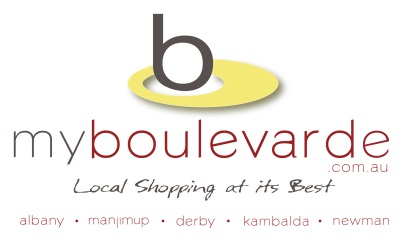 b
myboulevarde
.com.au
Local Shopping at its Best
albany • manjimup • derby • kambalda • newman